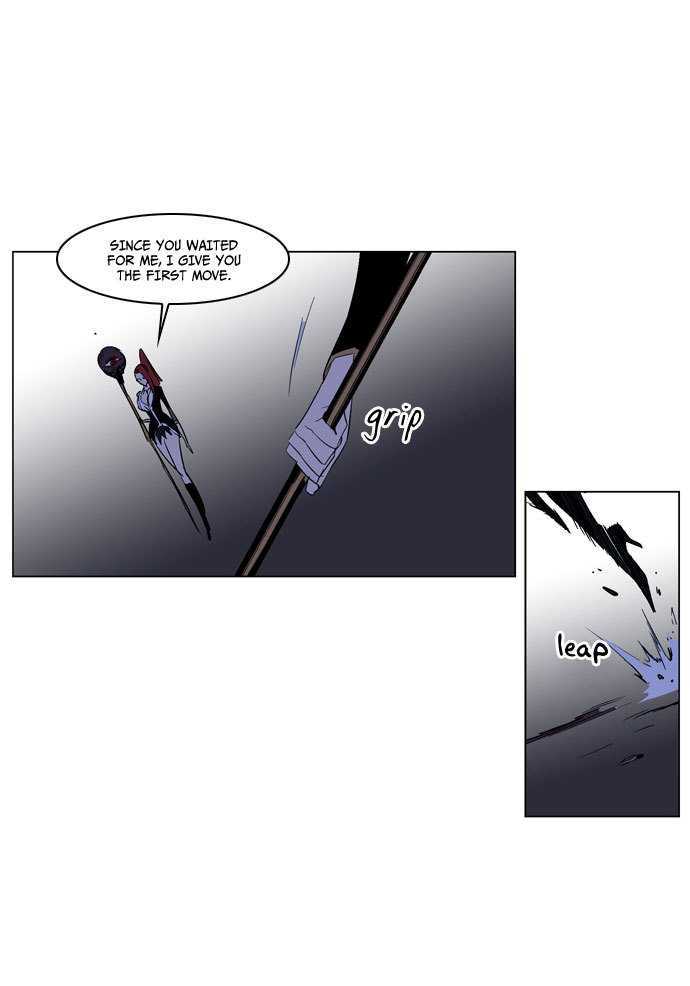 SINCE YOU WAITED
FOR ME, I GIVE YOU
THE FIRST MOVE.
grip
leap